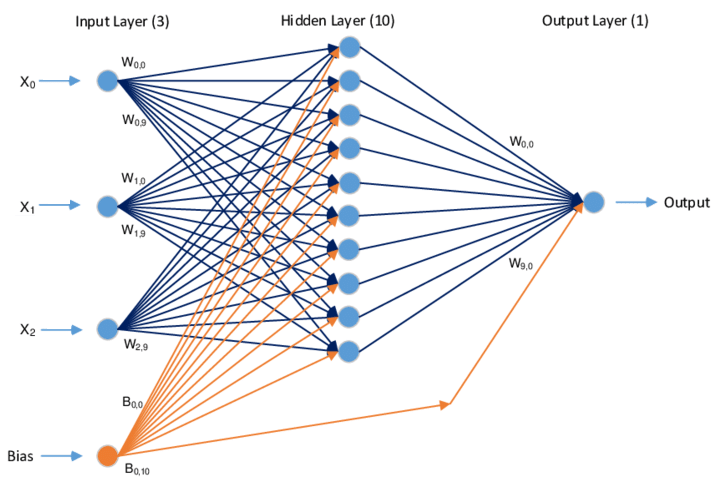 Input Layer (3)
Hidden Layer (10)
Output Layer (1)
W0,0
X0
W0,9
W0,0
W1,0
X1
Output
W1,9
W9,0
X2
W2,9
B0,0
Bias
B0,10